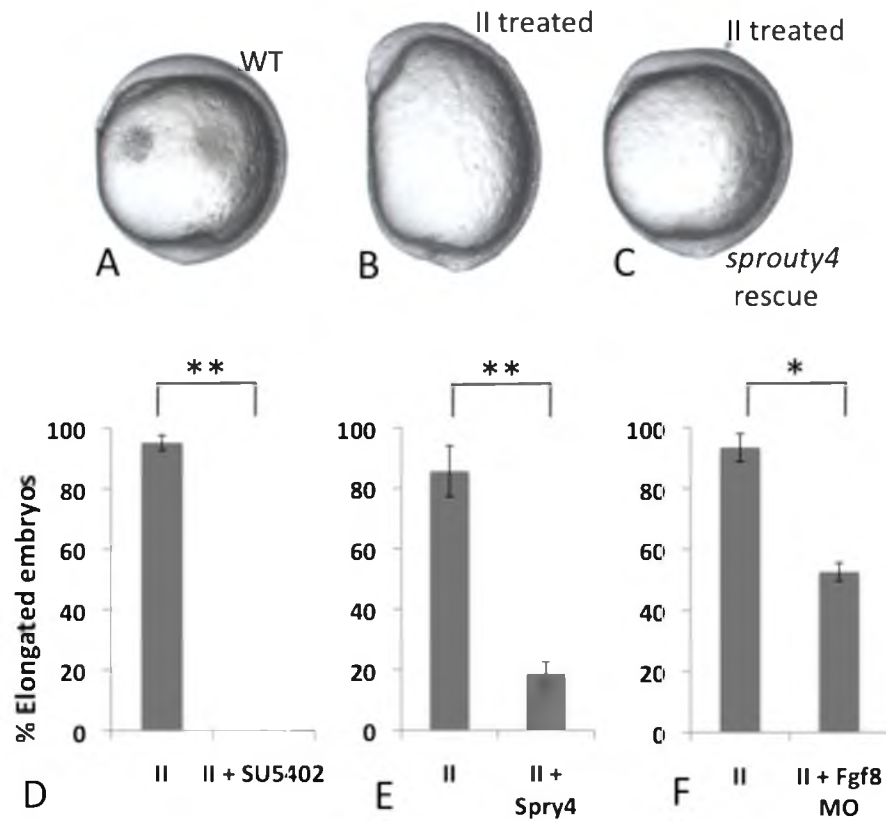 WT
II treated
II treated
A
B
C
sprouty4
rescue
**
**
*
100
80
60
40
20
0
100
80
60
40
20
0
100
80
60
40
20
0
% Elongated embryos
II
II + SU5402
II
II +
Spry4
II
II + Fgf8
MO
D
E
F